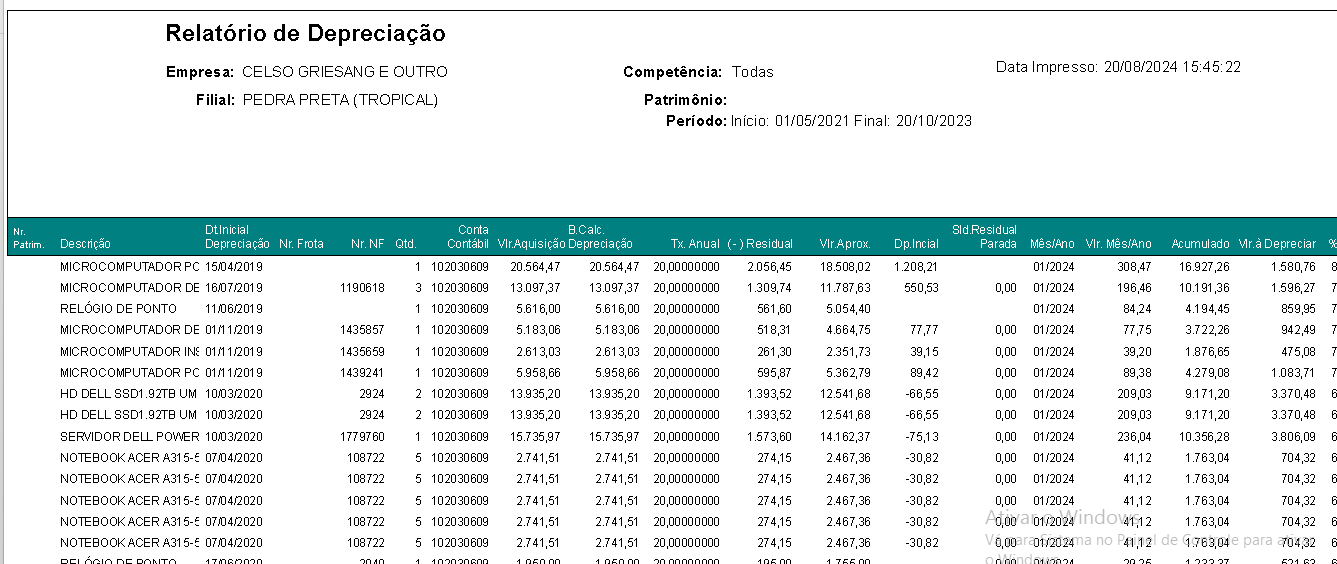 Relatório de Depreciação
Empresa: CELSO GRIESANG E OUTRO Competência: Todas Data Impresso: 20/08/2024 15:45:22
Filial: PEDRA PRETA (TROPICAL) Patrimônio:
Período: Início: 01/05/2021 Final: 20/10/2023
Nr. Dt.Inicial Conta B.Calc. Sld.Residual
Patrim. Descrição Depreciação Nr. Frota Nr. NF Qtd. Contábil Vlr.Aquisição Depreciação Tx. Anual (-) Residual Vlr.Aprox. Dp.Incial Parada Mês/Ano Vlr. Mês/Ano Acumulado Vlr.à Depreciar %
MICROCOMPUTADOR PC 15/04/2019 1 102030609 20.564,47 20.564,47 20,00000000 2.056,45 18.508,02 1.208,21 01/2024 308,47 16.927,26 1.580,76 8
MICROCOMPUTADOR DE 16/07/2019 1190618 3 102030609 13.097,37 13.097,37 20,00000000 1.309,74 11.787,63 550,53 0,00 01/2024 196,46 10.191,36 1.596,27 7
RELÓGIO DE PONTO 11/06/2019 1 102030609 5.616,00 5.616,00 20,00000000 561,60 5.054,40 01/2024 84,24 4.194,45 859,95 7
MICROCOMPUTADOR DE 01/11/2019 1435857 1 102030609 5.183,06 5.183,06 20,00000000 518,31 4.664,75 77,77 0,00 01/2024 77,75 3.722,26 942,49 7
MICROCOMPUTADOR INS 01/11/2019 1435659 1 102030609 2.613,03 2.613,03 20,00000000 261,30 2.351,73 39,15 0,00 01/2024 39,20 1.876,65 475,08 7
MICROCOMPUTADOR PC 01/11/2019 1439241 1 102030609 5.958,66 5.958,66 20,00000000 595,87 5.362,79 89,42 0,00 01/2024 89,38 4.279,08 1.083,71 7
HD DELL SSD1.92TB UM 10/03/2020 2924 2 102030609 13.935,20 13.935,20 20,00000000 1.393,52 12.541,68 -66,55 0,00 01/2024 209,03 9.171,20 3.370,48 6
HD DELL SSD1.92TB UM 10/03/2020 2924 2 102030609 13.935,20 13.935,20 20,00000000 1.393,52 12.541,68 -66,55 0,00 01/2024 209,03 9.171,20 3.370,48 6
SERVIDOR DELL POWER 10/03/2020 1779760 1 102030609 15.735,97 15.735,97 20,00000000 1.573,60 14.162,37 -75,13 0,00 01/2024 236,04 10.356,28 3.806,09 6
NOTEBOOK ACER A315-5 07/04/2020 108722 5 102030609 2.741,51 2.741,51 20,00000000 274,15 2.467,36 -30,82 0,00 01/2024 41,12 1.763,04 704,32 6
NOTEBOOK ACER A315-5 07/04/2020 108722 5 102030609 2.741,51 2.741,51 20,00000000 274,15 2.467,36 -30,82 0,00 01/2024 41,12 1.763,04 704,32 6
NOTEBOOK ACER A315-5 07/04/2020 108722 5 102030609 2.741,51 2.741,51 20,00000000 274,15 2.467,36 -30,82 0,00 01/2024 41,12 1.763,04 704,32 6
NOTEBOOK ACER A315-5 07/04/2020 108722 5 102030609 2.741,51 2.741,51 20,00000000 274,15 2.467,36 -30,82 0,00 01/2024 41,12 1.763,04 704,32 6
NOTEBOOK ACER A315-5 07/04/2020 108722 5 102030609 2.741,51 2.741,51 20,00000000 274,15 2.467,36 -30,82 0,00 01/2024 41,12 1.763,04 704,32 6
RELÓGIO DE PONTO 17/06/2020 2040 1 102030609 1.950,00 1.950,00 20,00000000 195,00 1.755,00 0,00 01/2024 29,25
Ativar o Windows
Vá para Sistema no Painel de Controle para ativar
o Windows.